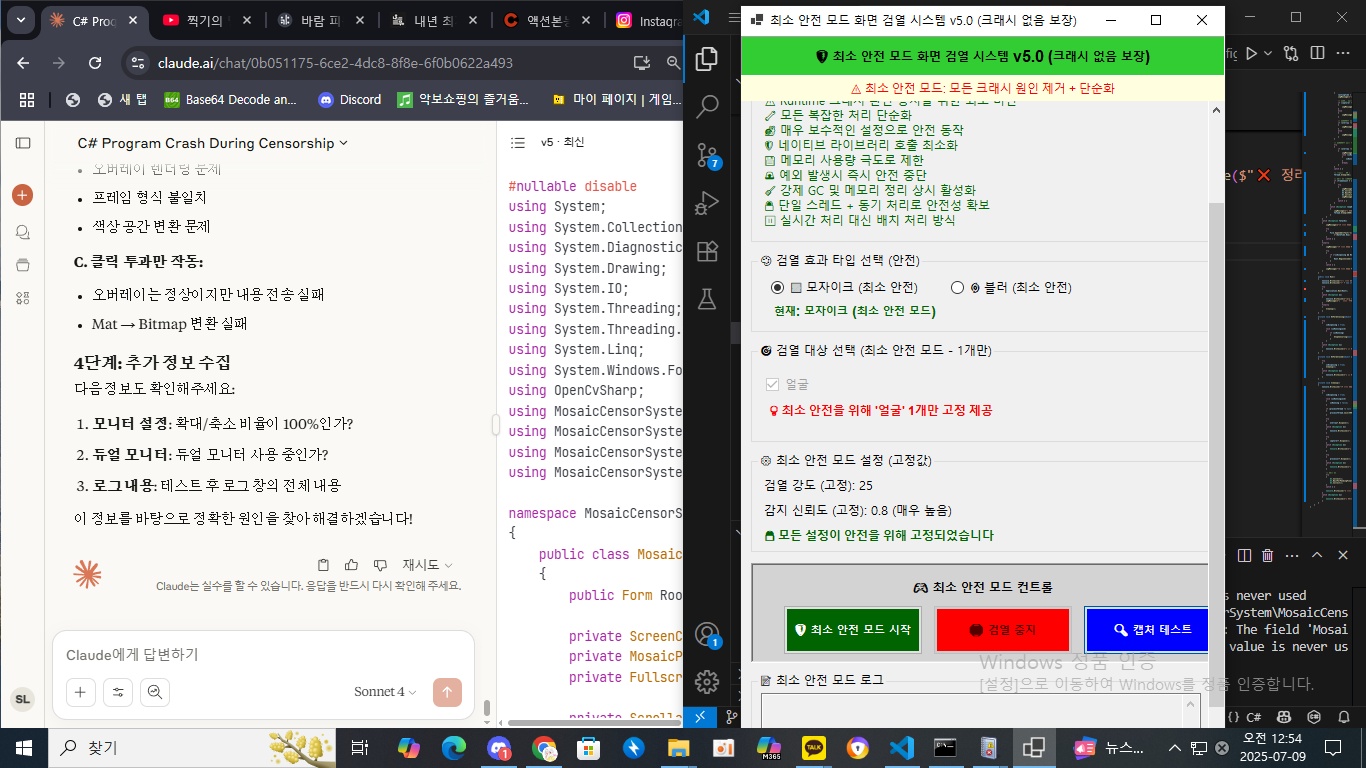 C# Prog
찍기의
바람 피
내년 최
액션본능
Instagra
claude.ai/chat/0b051175-6ce2-4dc8-8f8e-6f0b0622a493
새 탭
Base64 Decode an...
Discord
악보쇼핑의 즐거움...
마이 페이지 | 게임...
C# Program Crash During Censorship
오버레이 렌더링 문제
프레임 형식 불일치
색상 공간 변환 문제
C. 클릭 투과만 작동:
오버레이는 정상이지만 내용 전송 실패
Mat → Bitmap 변환 실패
4단계: 추가 정보 수집
다음 정보도 확인해주세요:
1. 모니터 설정: 확대/축소 비율이 100%인가?
2. 듀얼 모니터: 듀얼 모니터 사용 중인가?
3. 로그 내용: 테스트 후 로그 창의 전체 내용
이 정보를 바탕으로 정확한 원인을 찾아 해결하겠습니다!
재시도
Claude는 실수를 할 수 있습니다. 응답을 반드시 다시 확인해 주세요.
Claude에게 답변하기
Sonnet 4
SL
v5 · 최신
#nullable disable
using System;
using System.Collection
using System.Diagnostic
using System.Drawing;
using System.IO;
using System.Threading;
using System.Threading.
using System.Linq;
using System.Windows.Fo
using OpenCvSharp;
using MosaicCensorSyste
using MosaicCensorSyste
using MosaicCensorSyste
using MosaicCensorSyste
namespace MosaicCensorS
{
public class Mosaic
{
public Form Roo
private ScreenC
private MosaicP
private Fullscr
private Scrolla
7
1
최소 안전 모드 화면 검열 시스템 v5.0 (크래시 없음 보장)
최소 안전 모드 화면 검열 시스템 v5.0 (크래시 없음 보장)
⚠ 최소 안전 모드: 모든 크래시 원인 제거 + 단순화
모든 복잡한 처리 단순화
매우 보수적인 설정으로 안전 동작
네이티브 라이브러리 호출 최소화
메모리 사용량 극도로 제한
예외 발생시 즉시 안전 중단
강제 GC 및 메모리 정리 상시 활성화
단일 스레드 + 동기 처리로 안전성 확보
실시간 처리 대신 배치 처리 방식
검열 효과 타입 선택 (안전)
모자이크 (최소 안전)
블러 (최소 안전)
현재: 모자이크 (최소 안전 모드)
검열 대상 선택 (최소 안전 모드 - 1개만)
얼굴
최소 안전을 위해 '얼굴' 1개만 고정 제공
최소 안전 모드 설정 (고정값)
검열 강도 (고정): 25
감지 신뢰도 (고정): 0.8 (매우 높음)
모든 설정이 안전을 위해 고정되었습니다
최소 안전 모드 컨트롤
최소 안전 모드 시작
검열 중지
캡처 테스트
최소 안전 모드 로그
($"❌ 정리
s never used
rSystem\MosaicCens
: The field 'Mosai
value is never us
Windows 정품 인증
[설정]으로 이동하여 Windows를 정품 인증합니다.
{ } C#
찾기
1
M365
TALK
뉴스...
오전 12:54
2025-07-09